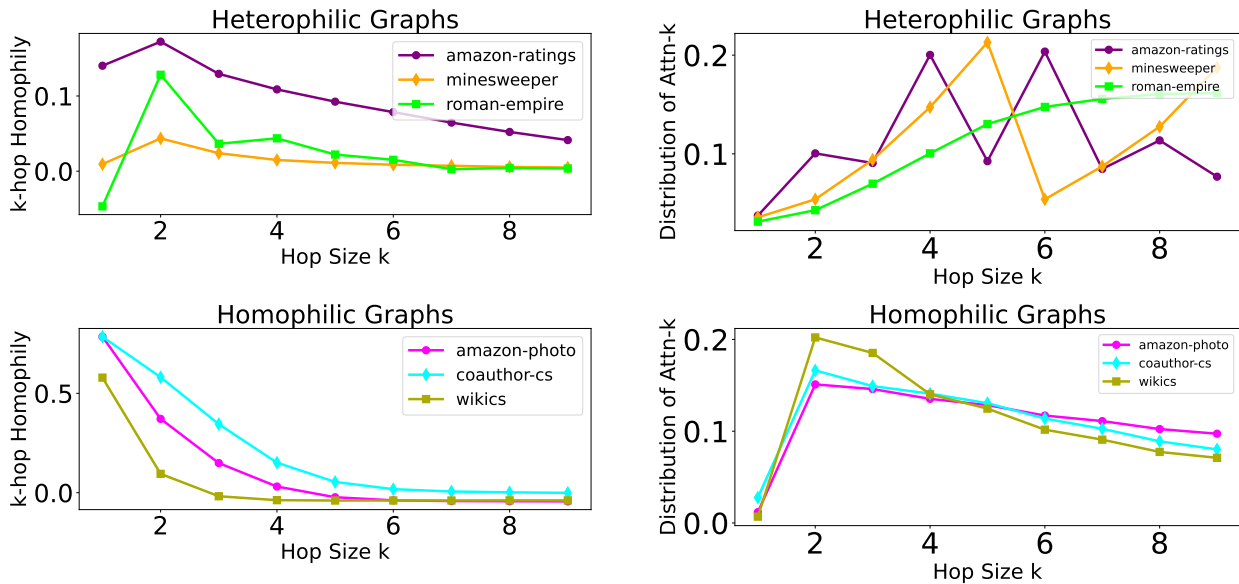 Heterophilic Graphs
k-hop Homophily
0.1
0.0
amazon-ratings
minesweeper
roman-empire
2 4 6 8
Hop Size k
Heterophilic Graphs
Distribution of Attn-k
0.2
0.1
amazon-ratings
minesweeper
roman-empire
2 4 6 8
Hop Size k
Homophilic Graphs
k-hop Homophily
0.5
0.0
amazon-photo
coauthor-cs
wikics
2 4 6 8
Hop Size k
Homophilic Graphs
Distribution of Attn-k
0.2
0.1
0.0
amazon-photo
coauthor-cs
wikics
2 4 6 8
Hop Size k